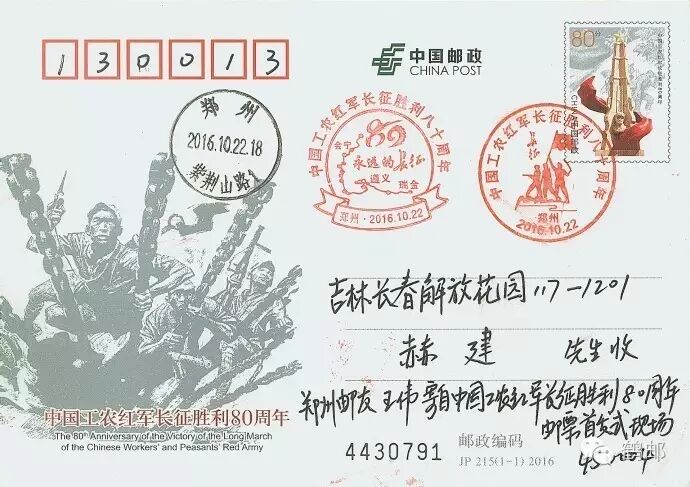 130013
中国邮政
CHINA POST
80分
郑州
2016.10.22.18
紫荆山路
中国工农红军长征胜利八十周年
80
会宁
永远的长征
遵义
瑞金
郑州·2016.10.22
中国工农红军长征胜利八十周年
长征
郑州
2016.10.22
吉林长春解放花园117-1201
赫建 先生收
郑州邮友 王伟 寄自中国工农红军长征胜利80周年
邮票首发式现场
中国工农红军长征胜利80周年
The 80th Anniversary of the Victory of the Long March
of the Chinese Workers' and Peasants' Red Army
4430791
邮政编码
JP 215(1-1) 2016
鹤邮